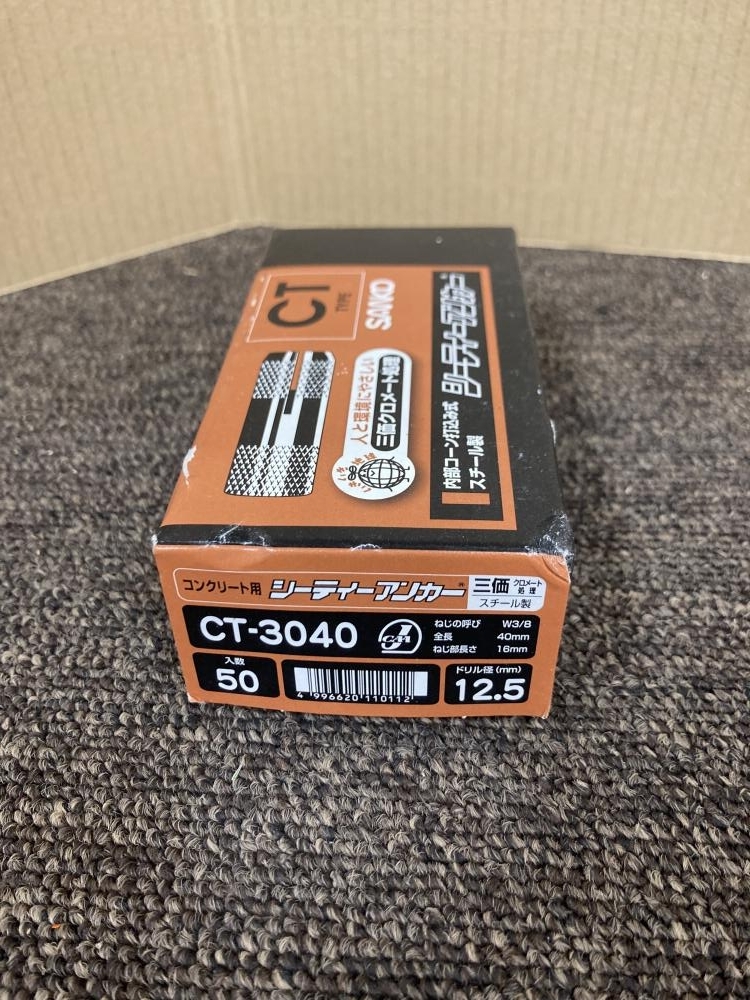 CT
TYPE
SANKO
シーティーアンカー
人と環境にやさしい
三価クロメート処理
内部コーン打込み式
スチール製
コンクリート用 シーティーアンカー®
三価 クロメート処理
スチール製
CT-3040
JCAA
ねじの呼び W3/8
全長 40mm
ねじ部長さ 16mm
入数
50
4 996620 110112
ドリル径(mm)
12.5